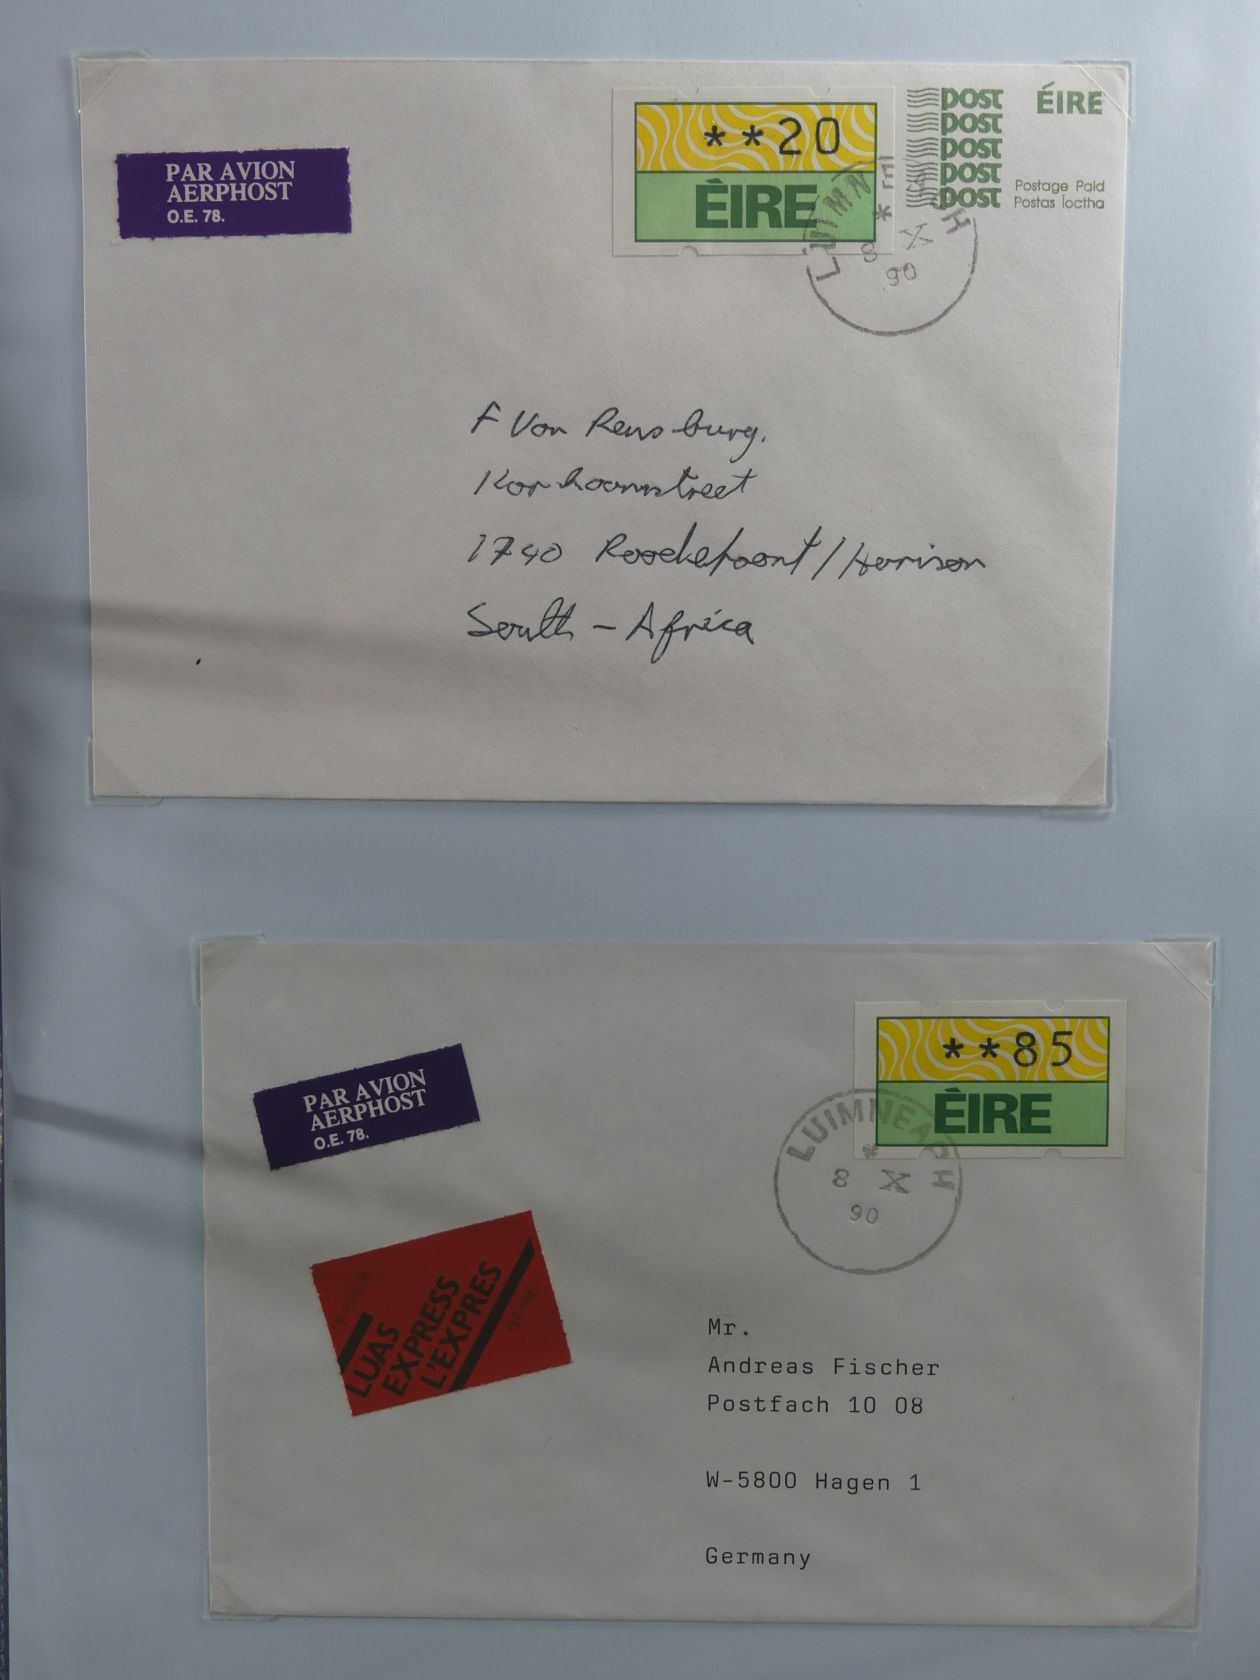 PAR AVION
AERPHOST
O.E. 78.
**20
ÉIRE
post
post
post
post
post
ÉIRE
Postage Paid
Postas Íoctha
LUIMNEACH
*
8 X
90
F Von Rensburg.
Korhoornstreet
1740 Roodepoort/Horison
South-Africa
PAR AVION
AERPHOST
O.E. 78.
**85
ÉIRE
LUIMNEACH
*
8 X
90
LUAS
EXPRESS
L'EXPRES
Mr.
Andreas Fischer
Postfach 10 08
W-5800 Hagen 1
Germany